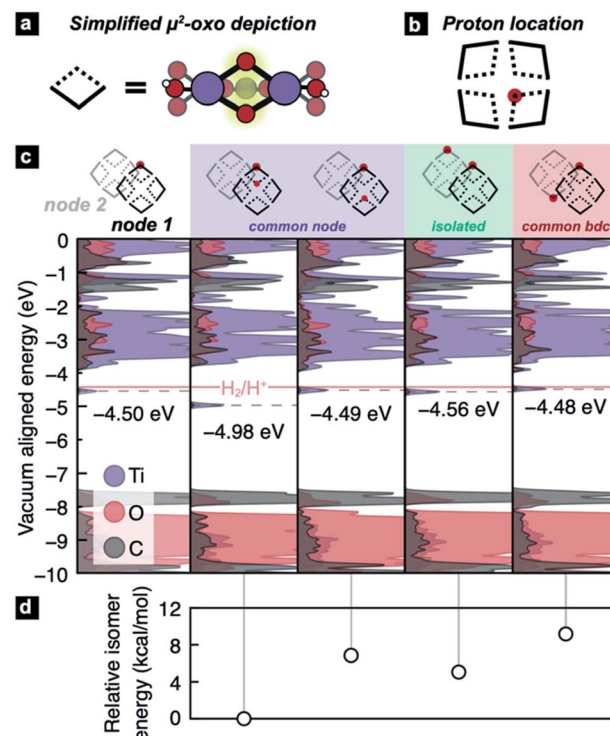 a Simplified µ²-oxo depiction
=
b Proton location
c
node 2
node 1
common node
isolated
common bdc
Vacuum aligned energy (eV)
0
−1
−2
−3
−4
−5
−6
−7
−8
−9
−10
H₂/H⁺
−4.50 eV
−4.98 eV
−4.49 eV
−4.56 eV
−4.48 eV
Ti
O
C
d
Relative isomer
energy (kcal/mol)
12
8
4
0